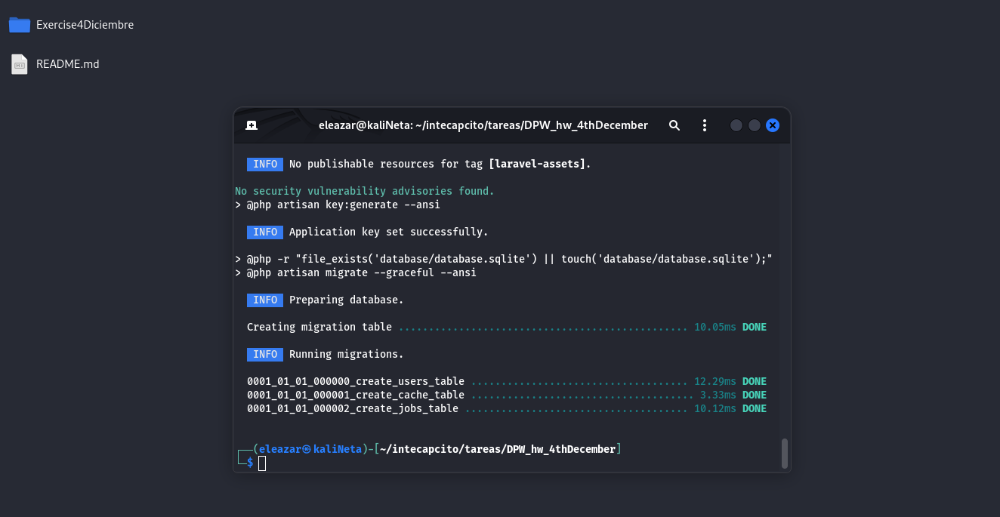 Exercise4Diciembre
README.md
eleazar@kaliNeta: ~/intecapcito/tareas/DPW_hw_4thDecember
INFO No publishable resources for tag [laravel-assets].
No security vulnerability advisories found.
> @php artisan key:generate --ansi
INFO Application key set successfully.
> @php -r "file_exists('database/database.sqlite') || touch('database/database.sqlite');"
> @php artisan migrate --graceful --ansi
INFO Preparing database.
Creating migration table ................................................ 10.05ms DONE
INFO Running migrations.
0001_01_01_000000_create_users_table .................................... 12.29ms DONE
0001_01_01_000001_create_cache_table ..................................... 3.33ms DONE
0001_01_01_000002_create_jobs_table ..................................... 10.12ms DONE
┌──(eleazar㉿kaliNeta)-[~/intecapcito/tareas/DPW_hw_4thDecember]
└─$